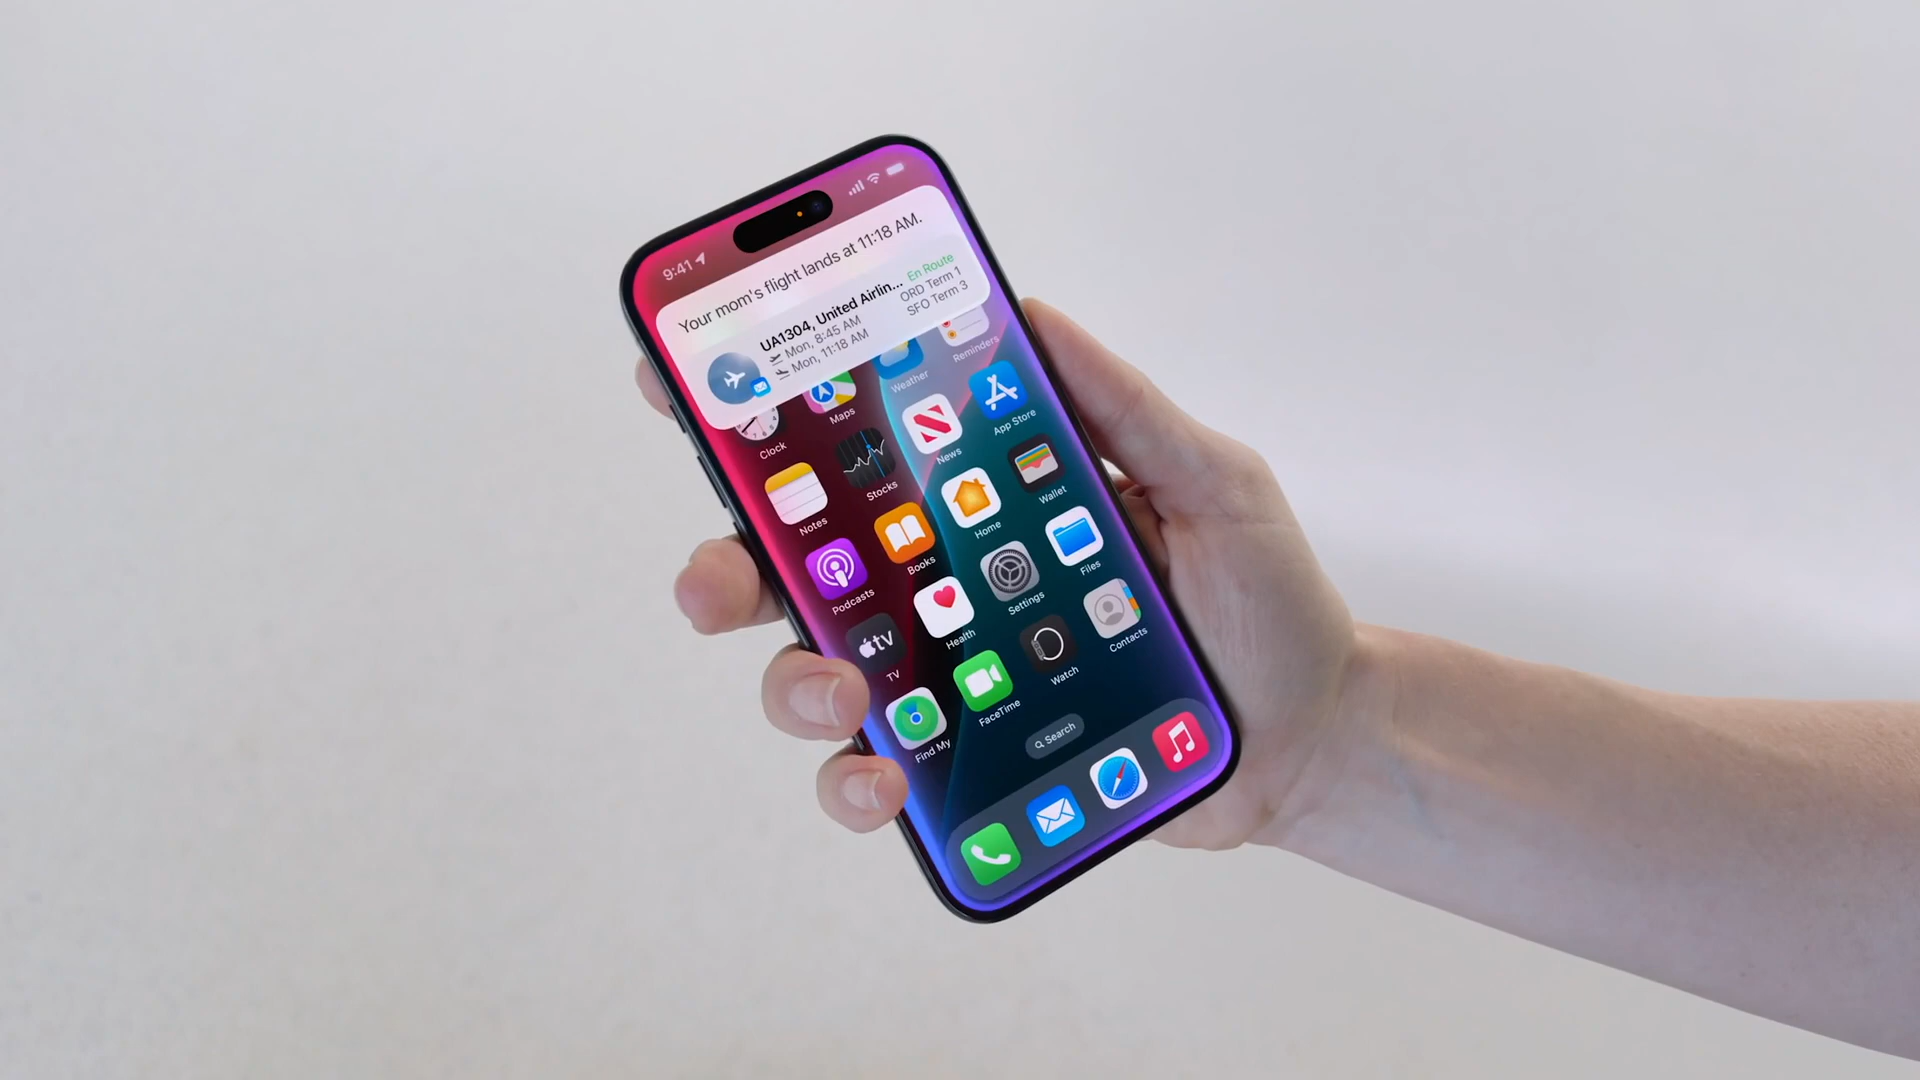 9:41
Your mom's flight lands at 11:18 AM.
UA1304, United Airlin...
En Route
Mon, 8:45 AM
ORD Term 1
Mon, 11:18 AM
SFO Term 3
Clock
Maps
Weather
Reminders
Notes
Stocks
News
App Store
Podcasts
Books
Home
Wallet
tv
TV
Health
Settings
Files
Find My
FaceTime
Watch
Contacts
Search